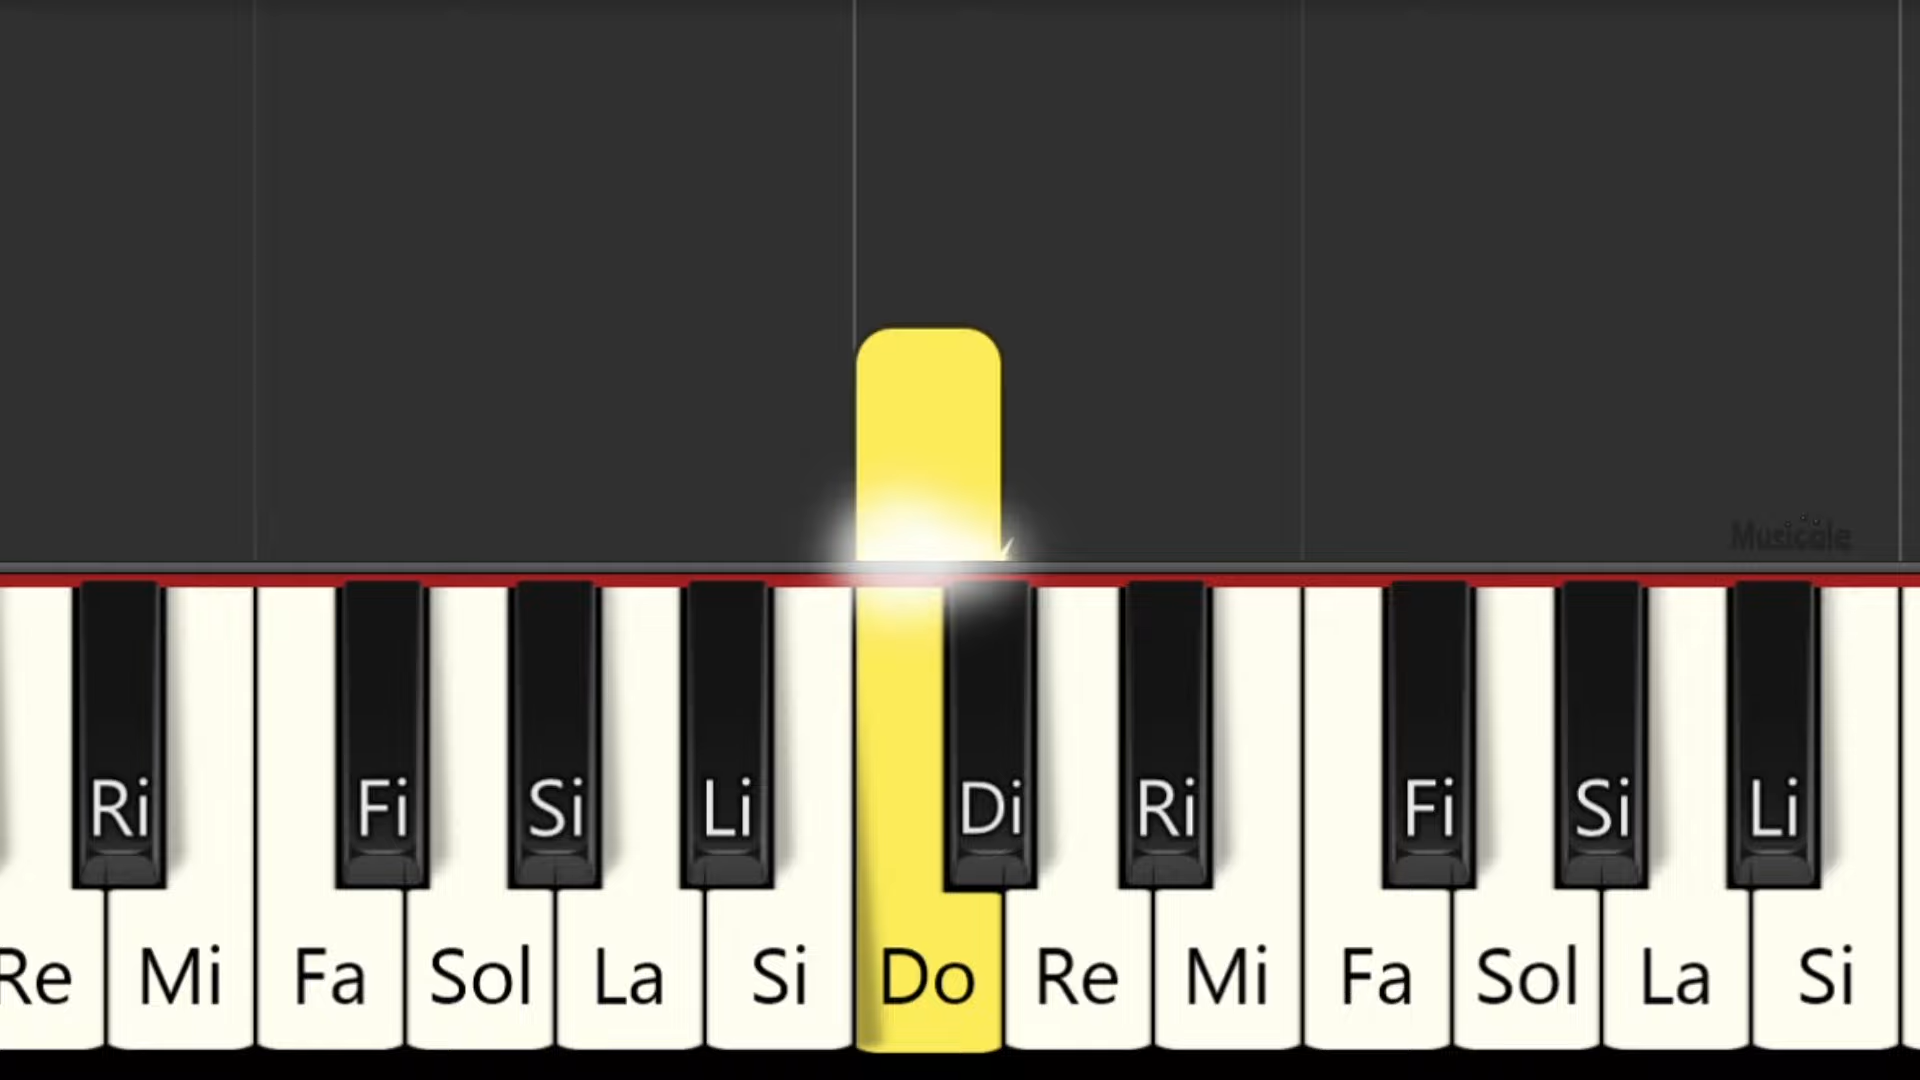 Musicale
Ri Fi Si Li Di Ri Fi Si Li
Re Mi Fa Sol La Si Do Re Mi Fa Sol La Si